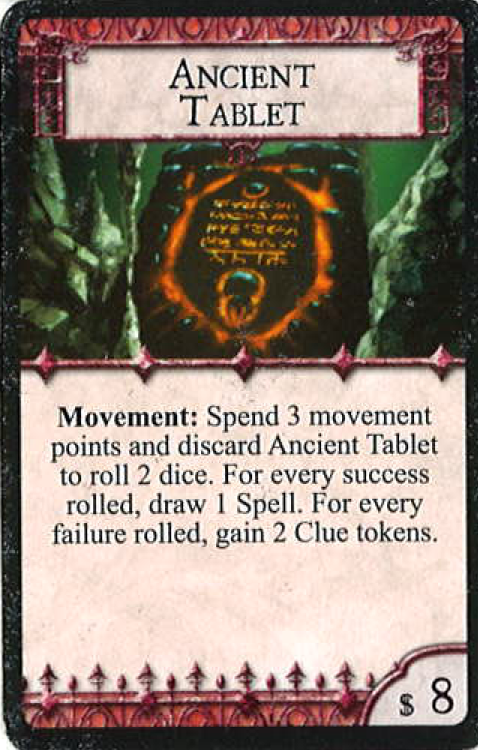 ANCIENT
TABLET
Movement: Spend 3 movement
points and discard Ancient Tablet
to roll 2 dice. For every success
rolled, draw 1 Spell. For every
failure rolled, gain 2 Clue tokens.
$ 8